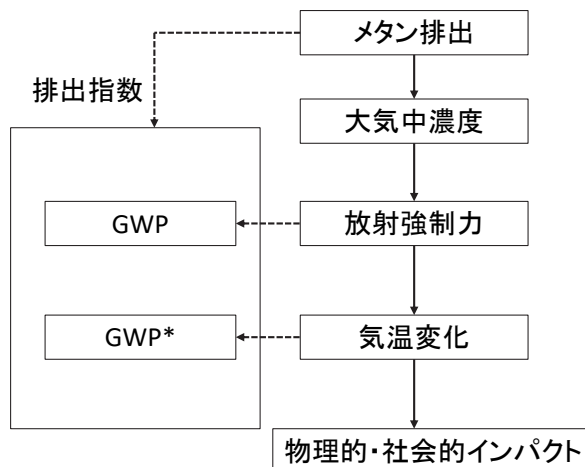 メタン排出
排出指数
大気中濃度
GWP
放射強制力
GWP*
気温変化
物理的・社会的インパクト